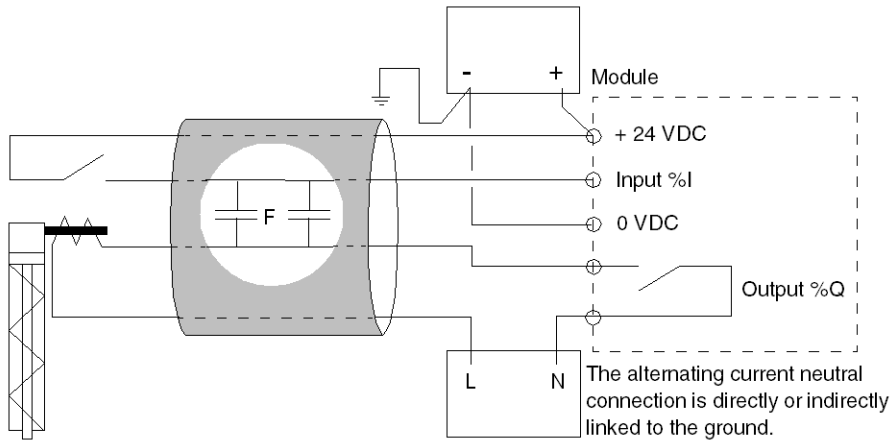 - +
Module
+ 24 VDC
Input %I
F
0 VDC
Output %Q
L N
The alternating current neutral
connection is directly or indirectly
linked to the ground.